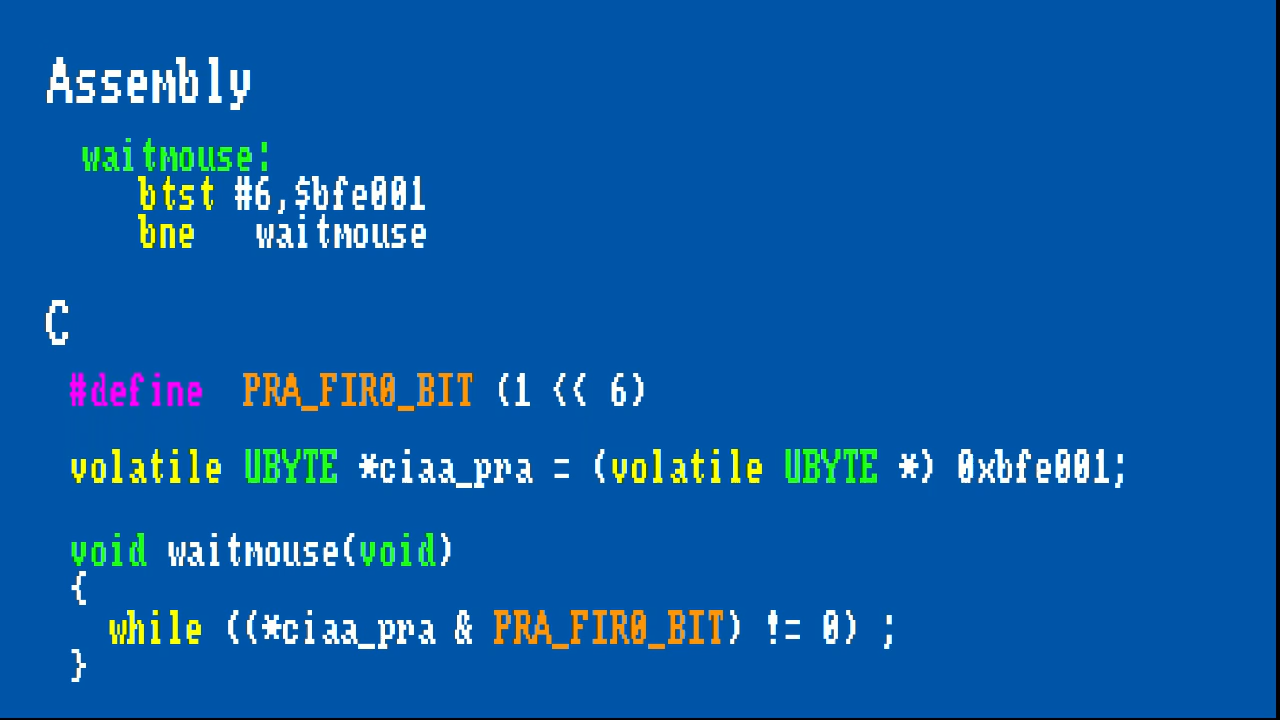 Assembly
waitmouse:
btst #6,$bfe001
bne waitmouse
C
#define PRA_FIR0_BIT (1 << 6)
volatile UBYTE *ciaa_pra = (volatile UBYTE *) 0xbfe001;
void waitmouse(void)
{
while ((*ciaa_pra & PRA_FIR0_BIT) != 0) ;
}